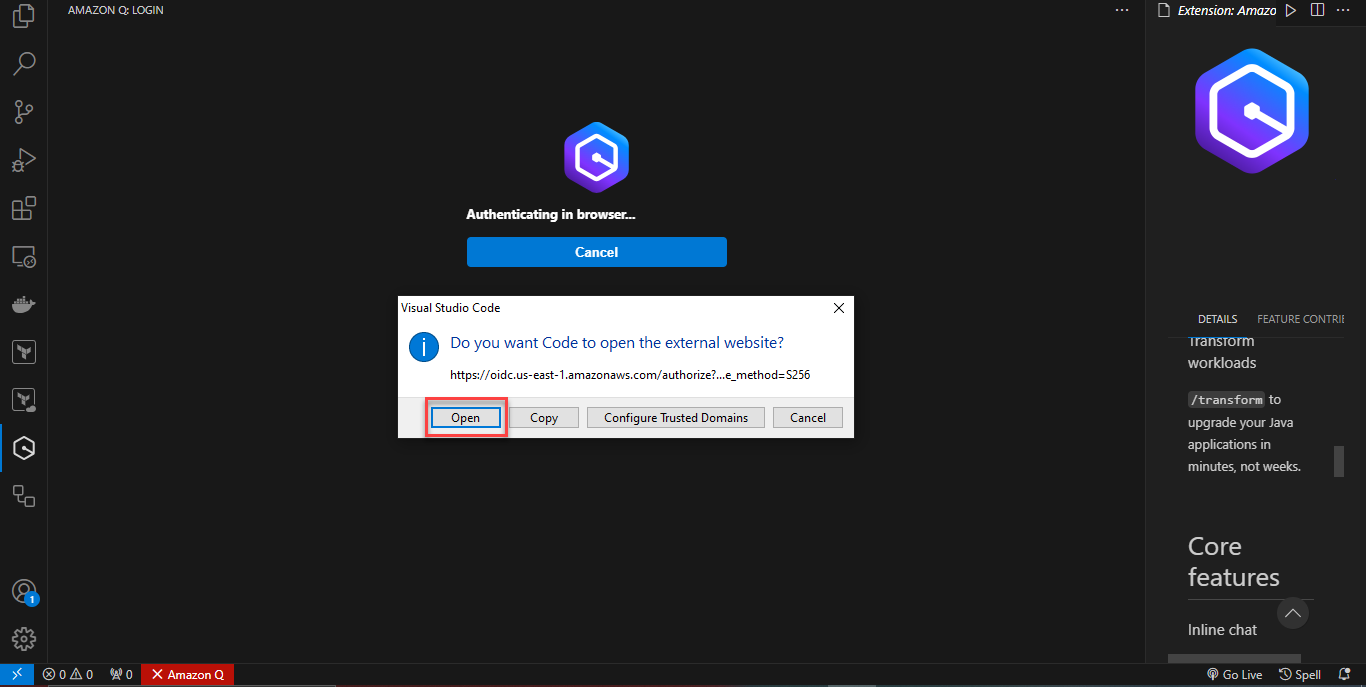 AMAZON Q: LOGIN
Extension: Amazo
Authenticating in browser...
Cancel
Visual Studio Code
Do you want Code to open the external website?
https://oidc.us-east-1.amazonaws.com/authorize?...e_method=S256
Open
Copy
Configure Trusted Domains
Cancel
DETAILS
FEATURE CONTRIE
Transform
workloads
/transform to
upgrade your Java
applications in
minutes, not weeks.
Core
features
Inline chat
1
0
0
0
Amazon Q
Go Live
Spell